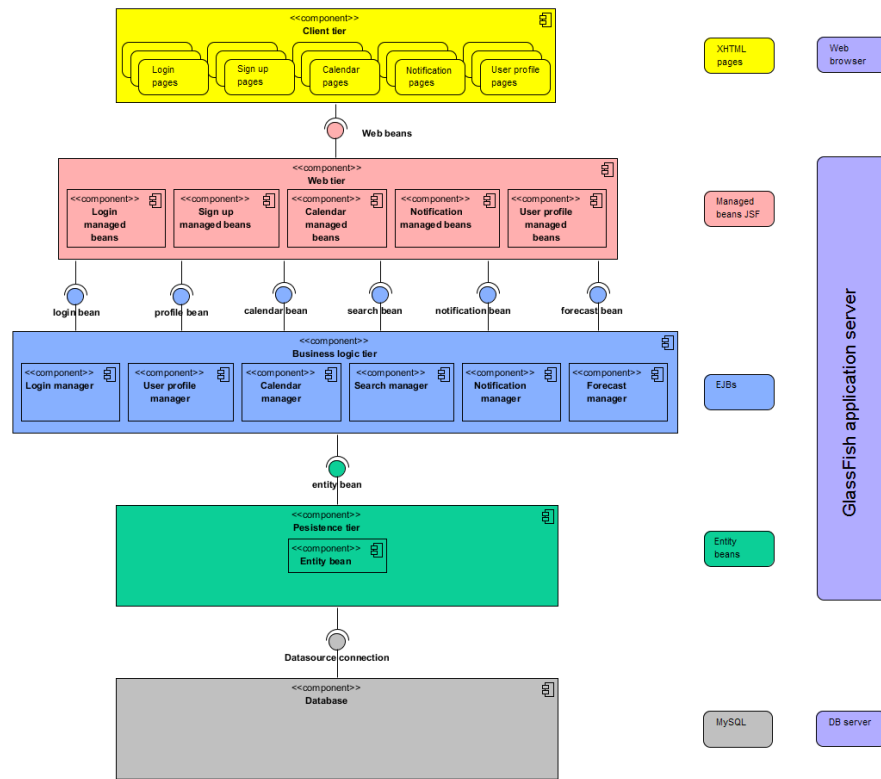 <<component>>
Client tier
Login
pages
Sign up
pages
Calendar
pages
Notification
pages
User profile
pages
XHTML
pages
Web
browser
Web beans
<<component>>
Web tier
<<component>>
Login
managed
beans
<<component>>
Sign up
managed beans
<<component>>
Calendar
managed
beans
<<component>>
Notification
managed beans
<<component>>
User profile
managed
beans
Managed
beans JSF
GlassFish application server
login bean
profile bean
calendar bean
search bean
notification bean
forecast bean
<<component>>
Business logic tier
<<component>>
Login manager
<<component>>
User profile
manager
<<component>>
Calendar
manager
<<component>>
Search manager
<<component>>
Notification
manager
<<component>>
Forecast
manager
EJBs
entity bean
<<component>>
Pesistence tier
<<component>>
Entity bean
Entity
beans
Datasource connection
<<component>>
Database
MySQL
DB server